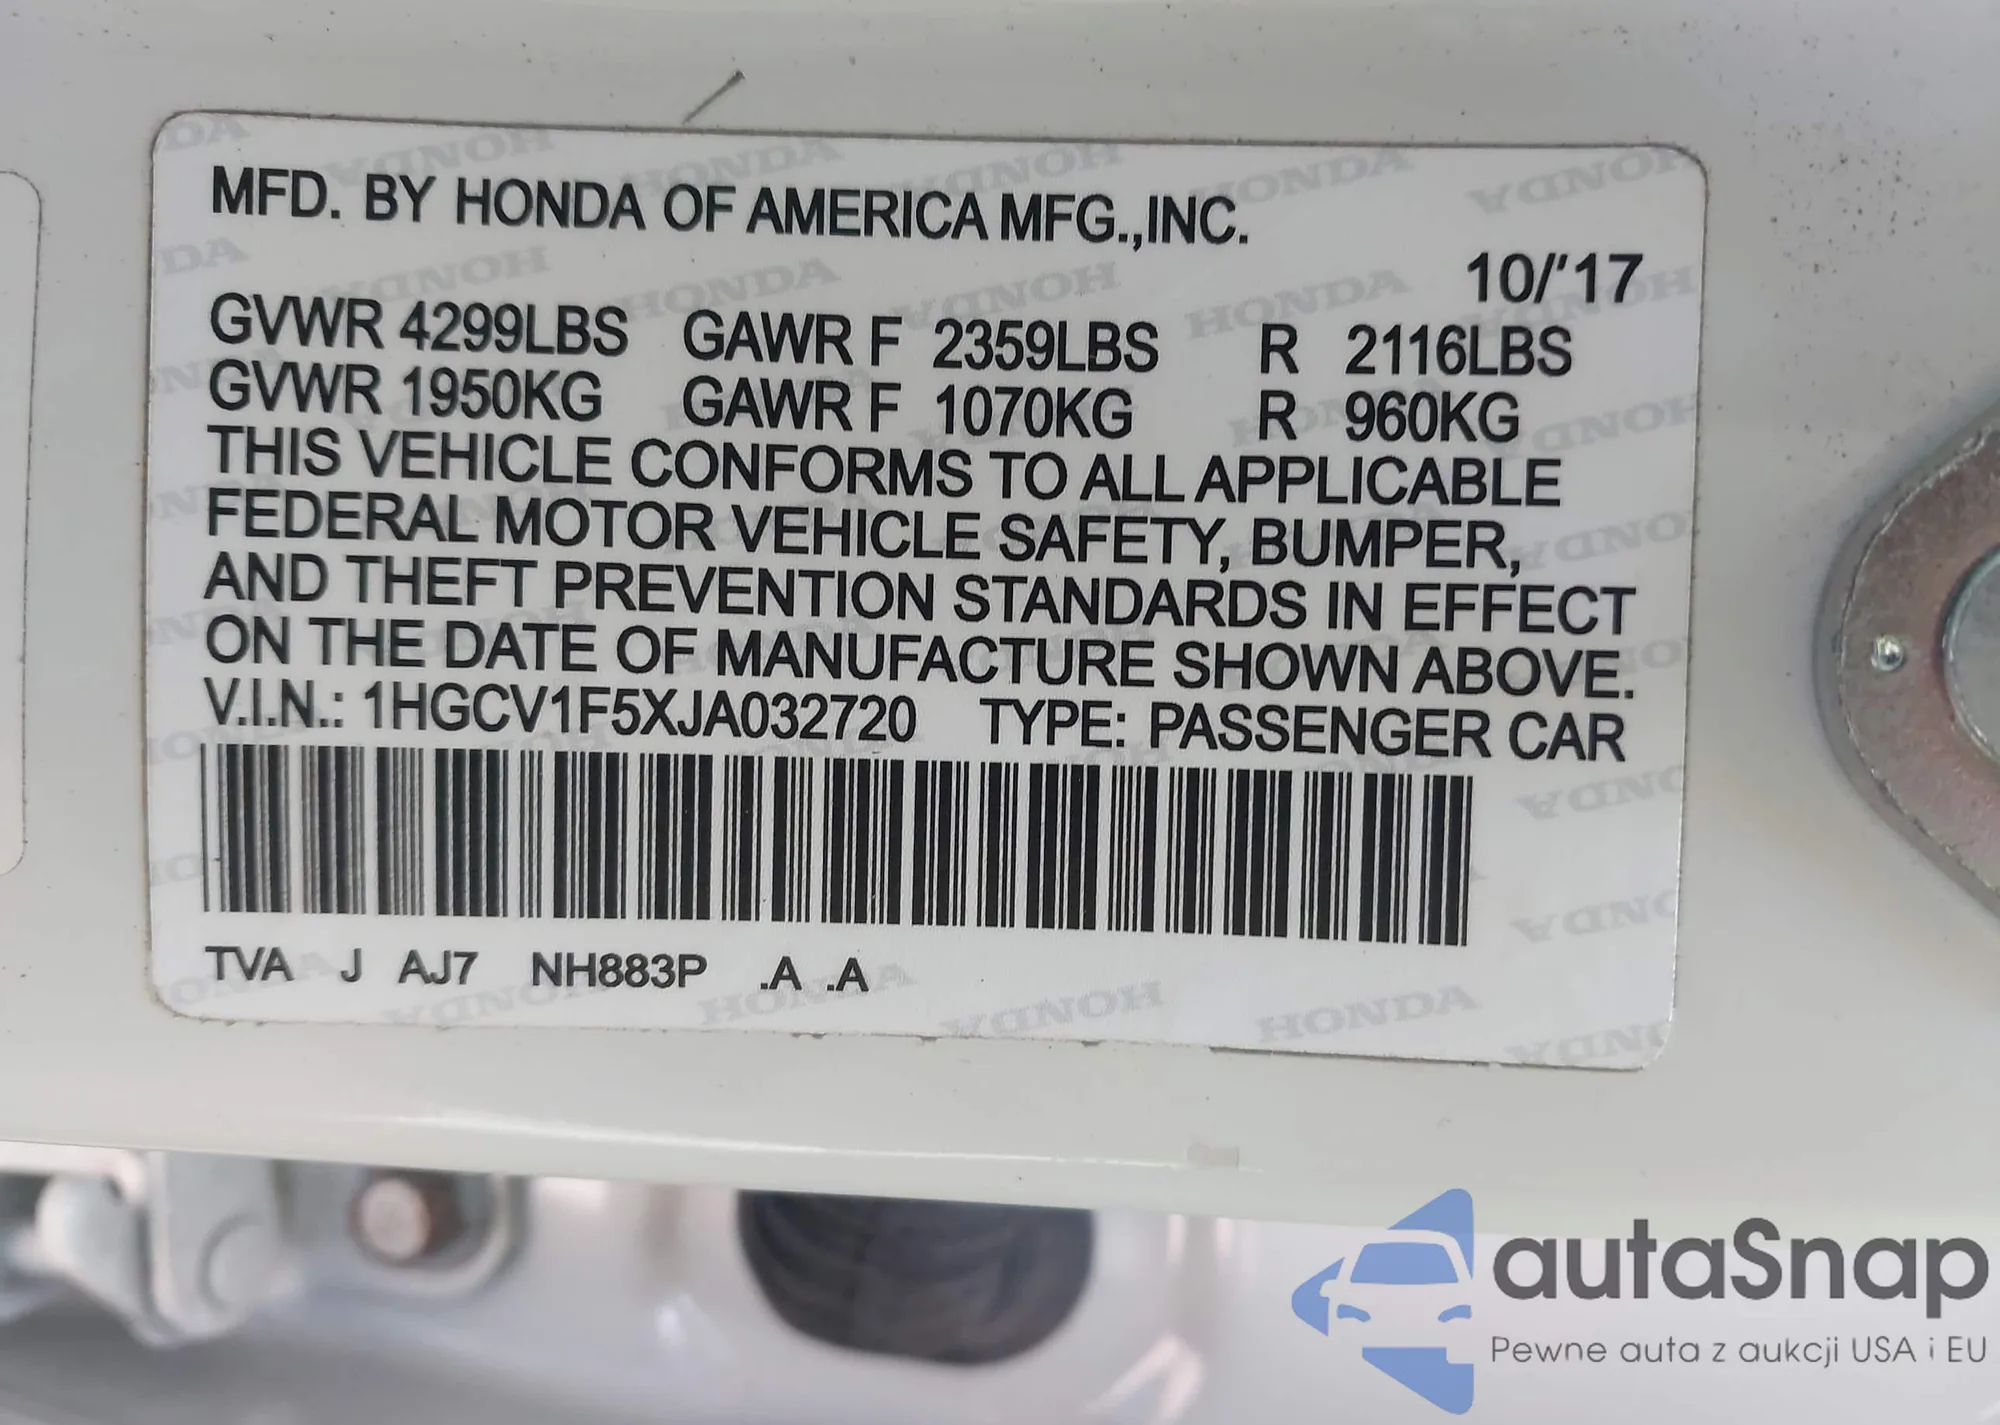 MFD. BY HONDA OF AMERICA MFG.,INC.
10/'17
GVWR 4299LBS GAWR F 2359LBS R 2116LBS
GVWR 1950KG GAWR F 1070KG R 960KG
THIS VEHICLE CONFORMS TO ALL APPLICABLE
FEDERAL MOTOR VEHICLE SAFETY, BUMPER,
AND THEFT PREVENTION STANDARDS IN EFFECT
ON THE DATE OF MANUFACTURE SHOWN ABOVE.
V.I.N.: 1HGCV1F5XJA032720 TYPE: PASSENGER CAR
TVA J AJ7 NH883P .A .A
autaSnap
Pewne auta z aukcji USA i EU